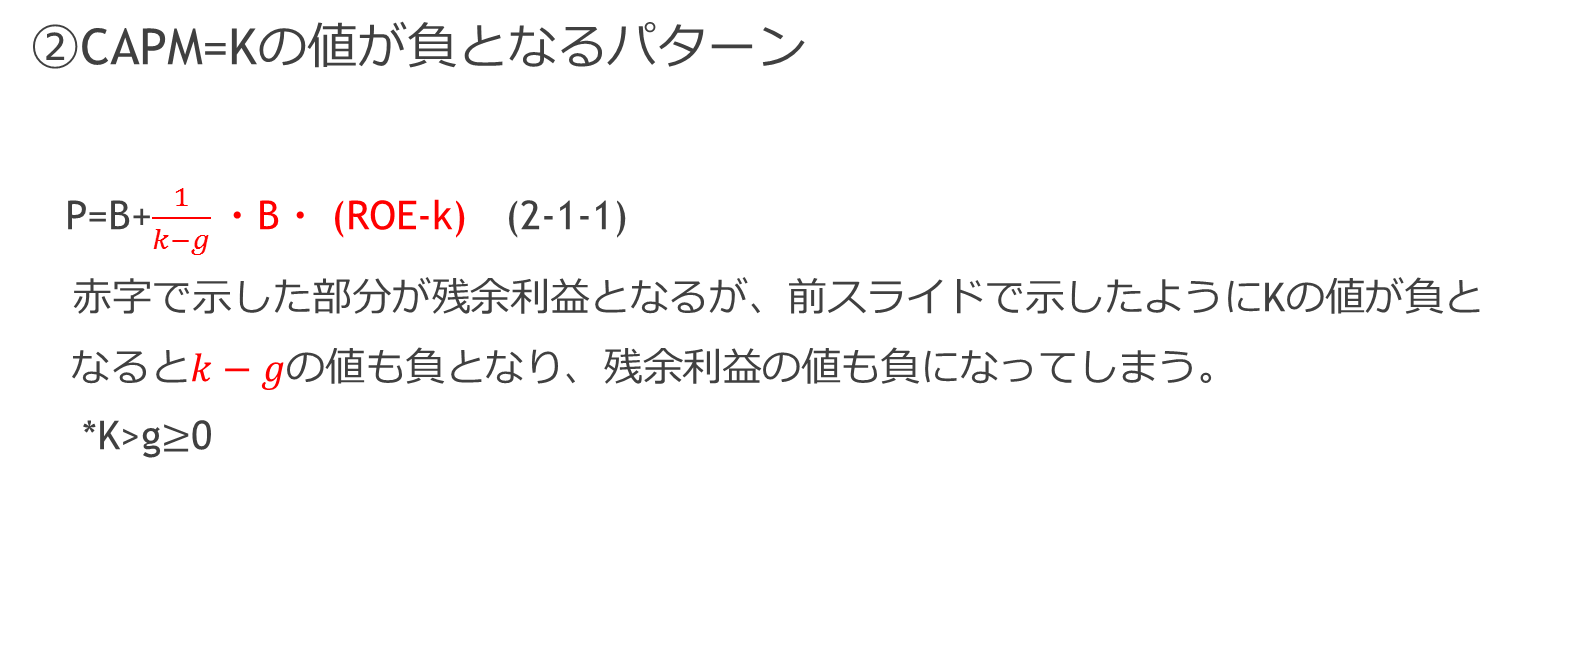 ②CAPM=Kの値が負となるパターン
P=B+\frac{1}{k-g}・B・ (ROE-k)　(2-1-1)
赤字で示した部分が残余利益となるが、前スライドで示したようにKの値が負と
なるとk − gの値も負となり、残余利益の値も負になってしまう。
*K>g≥0